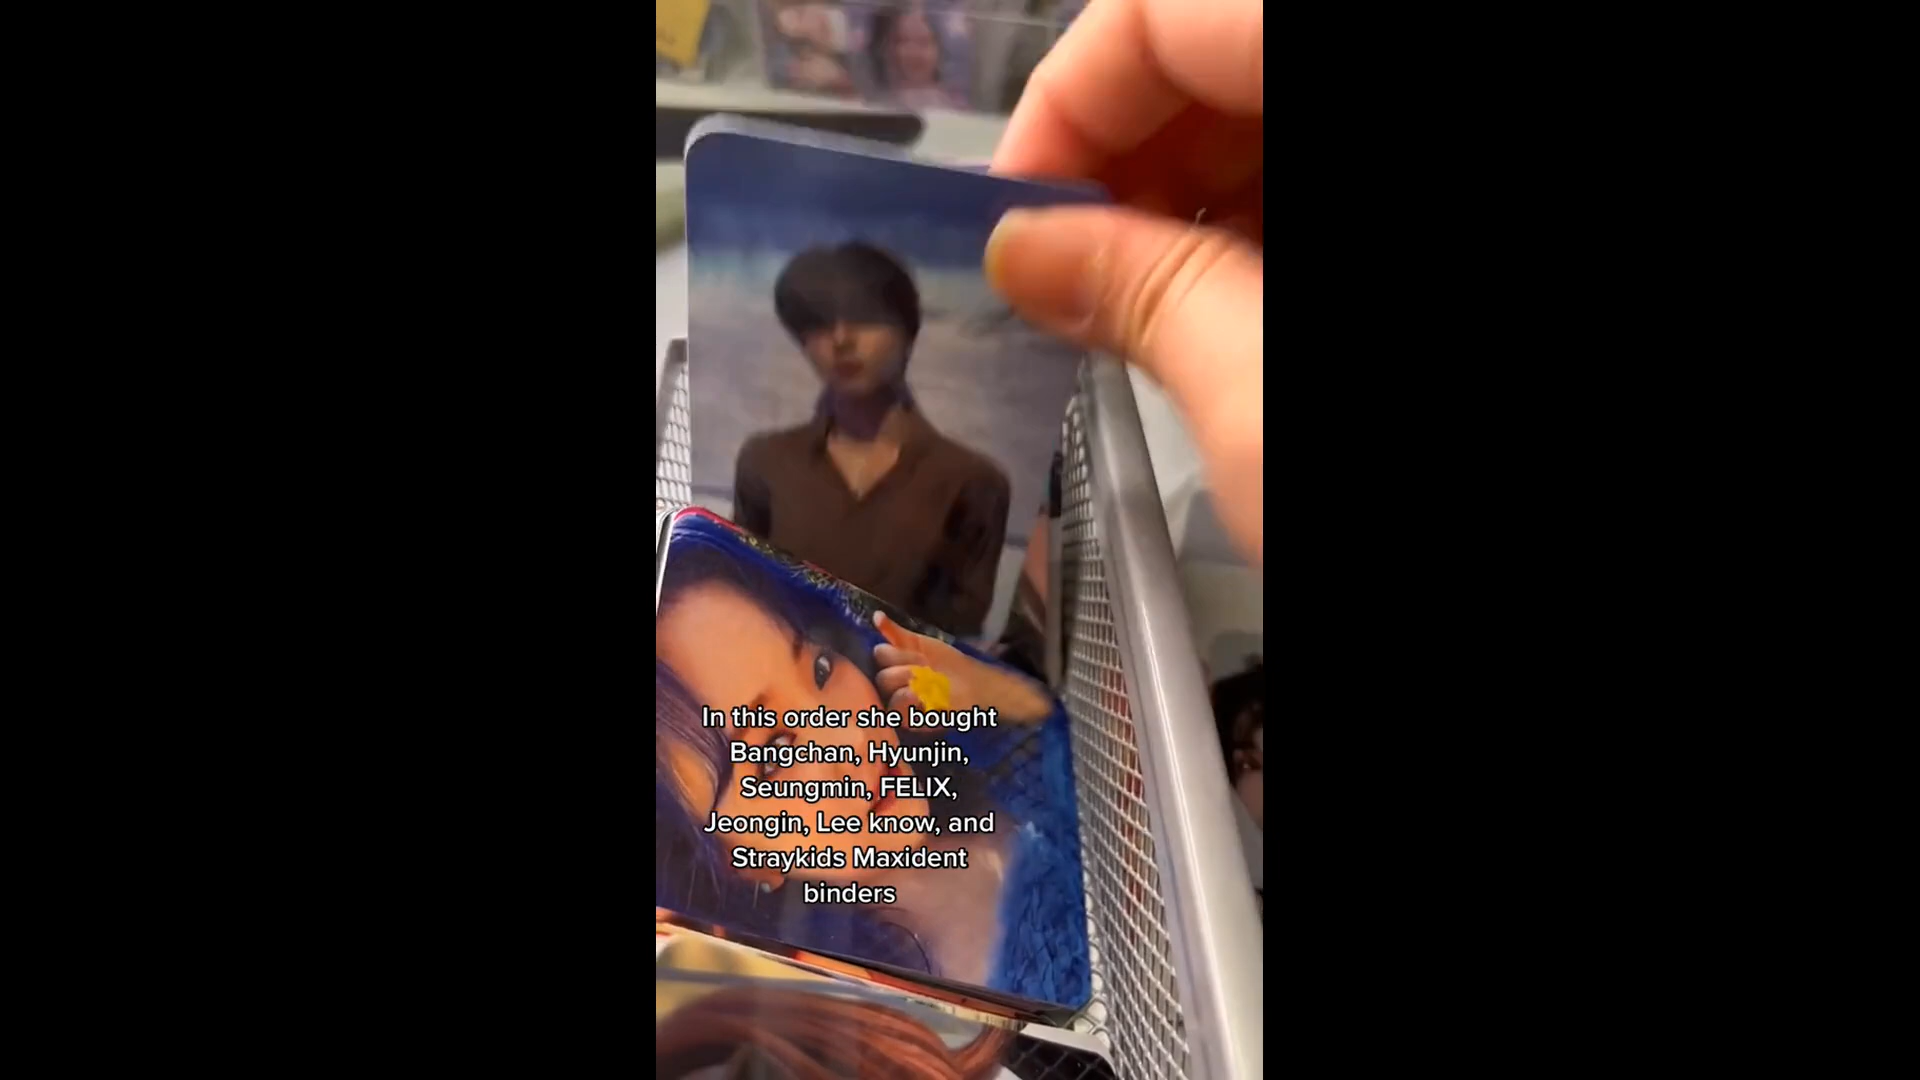 In this order she bought
Bangchan, Hyunjin,
Seungmin, FELIX,
Jeongin, Lee know, and
Straykids Maxident
binders